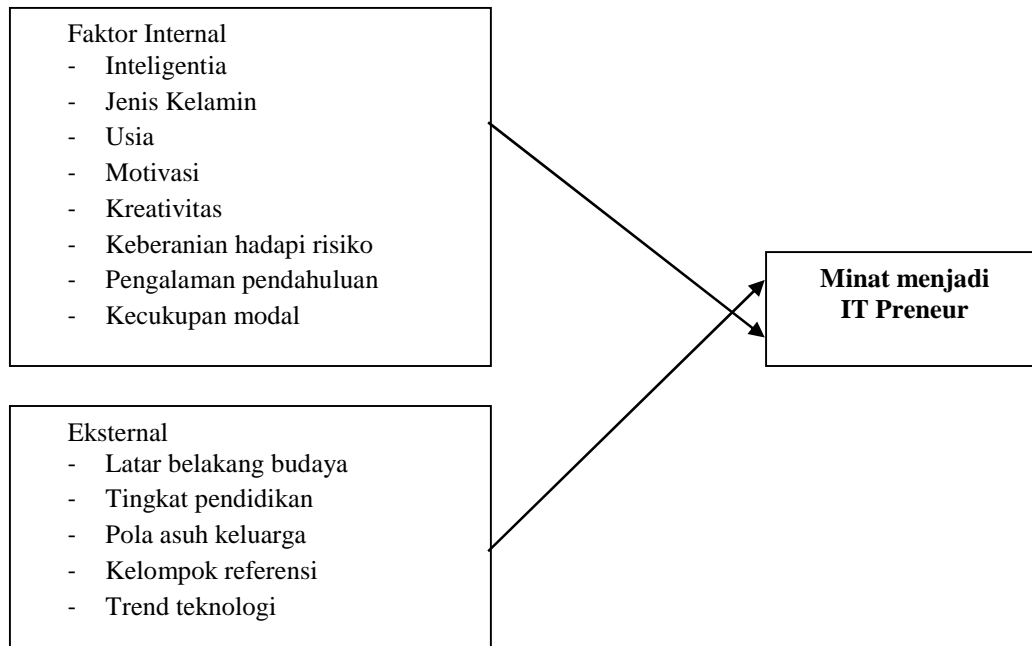 Faktor Internal
- Inteligentia
- Jenis Kelamin
- Usia
- Motivasi
- Kreativitas
- Keberanian hadapi risiko
- Pengalaman pendahuluan
- Kecukupan modal
Minat menjadi
IT Preneur
Eksternal
- Latar belakang budaya
- Tingkat pendidikan
- Pola asuh keluarga
- Kelompok referensi
- Trend teknologi